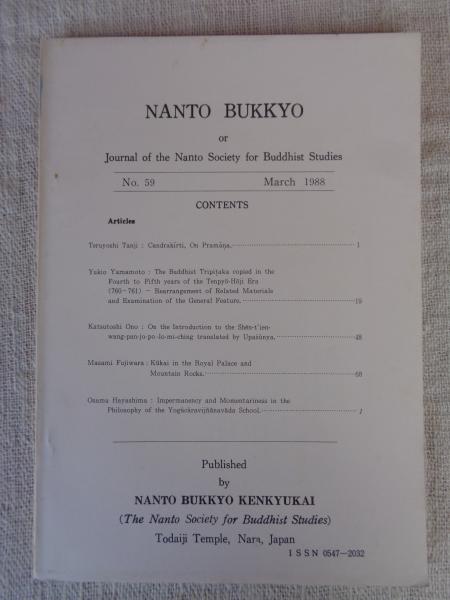 NANTO BUKKYO
or
Journal of the Nanto Society for Buddhist Studies
No. 59 March 1988
CONTENTS
Articles
Teruyoshi Tanji : Candrakīrti, On Pramāṇa. 1
Yukio Yamamoto : The Buddhist Tripiṭaka copied in the
Fourth to Fifth years of the Tenpyō-Hōji Era
(760–761) – Rearrangement of Related Materials
and Examination of the General Feature. 19
Katsutoshi Ono : On the Introduction to the Shên-t'ien-
wang-pan-jo-po-lo-mi-ching translated by Upaśūnya. 48
Masami Fujiwara : Kūkai in the Royal Palace and
Mountain Rocks. 68
Osamu Hayashima : Impermanency and Momentariness in the
Philosophy of the Yogācāravijñānavāda School. 1
Published
by
NANTO BUKKYO KENKYUKAI
(The Nanto Society for Buddhist Studies)
Todaiji Temple, Nara, Japan
ISSN 0547-2032